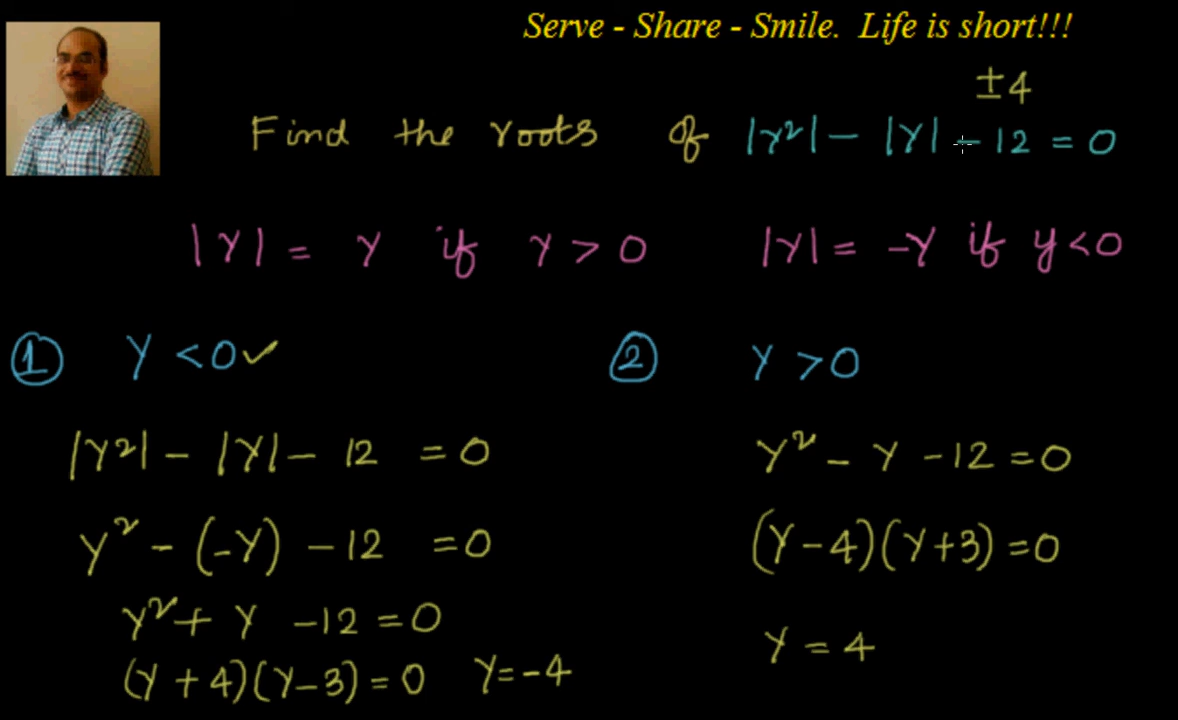 Serve - Share - Smile. Life is short!!!
±4
Find the roots of |Y²| - |Y| - 12 = 0
|Y| = Y if Y > 0 |Y| = -Y if y < 0
① Y < 0 ✓ ② Y > 0
|Y²| - |Y| - 12 = 0 Y² - Y - 12 = 0
y² - (-Y) - 12 = 0 (Y - 4)(Y + 3) = 0
Y² + Y - 12 = 0 Y = 4
(Y + 4)(Y - 3) = 0 Y = -4